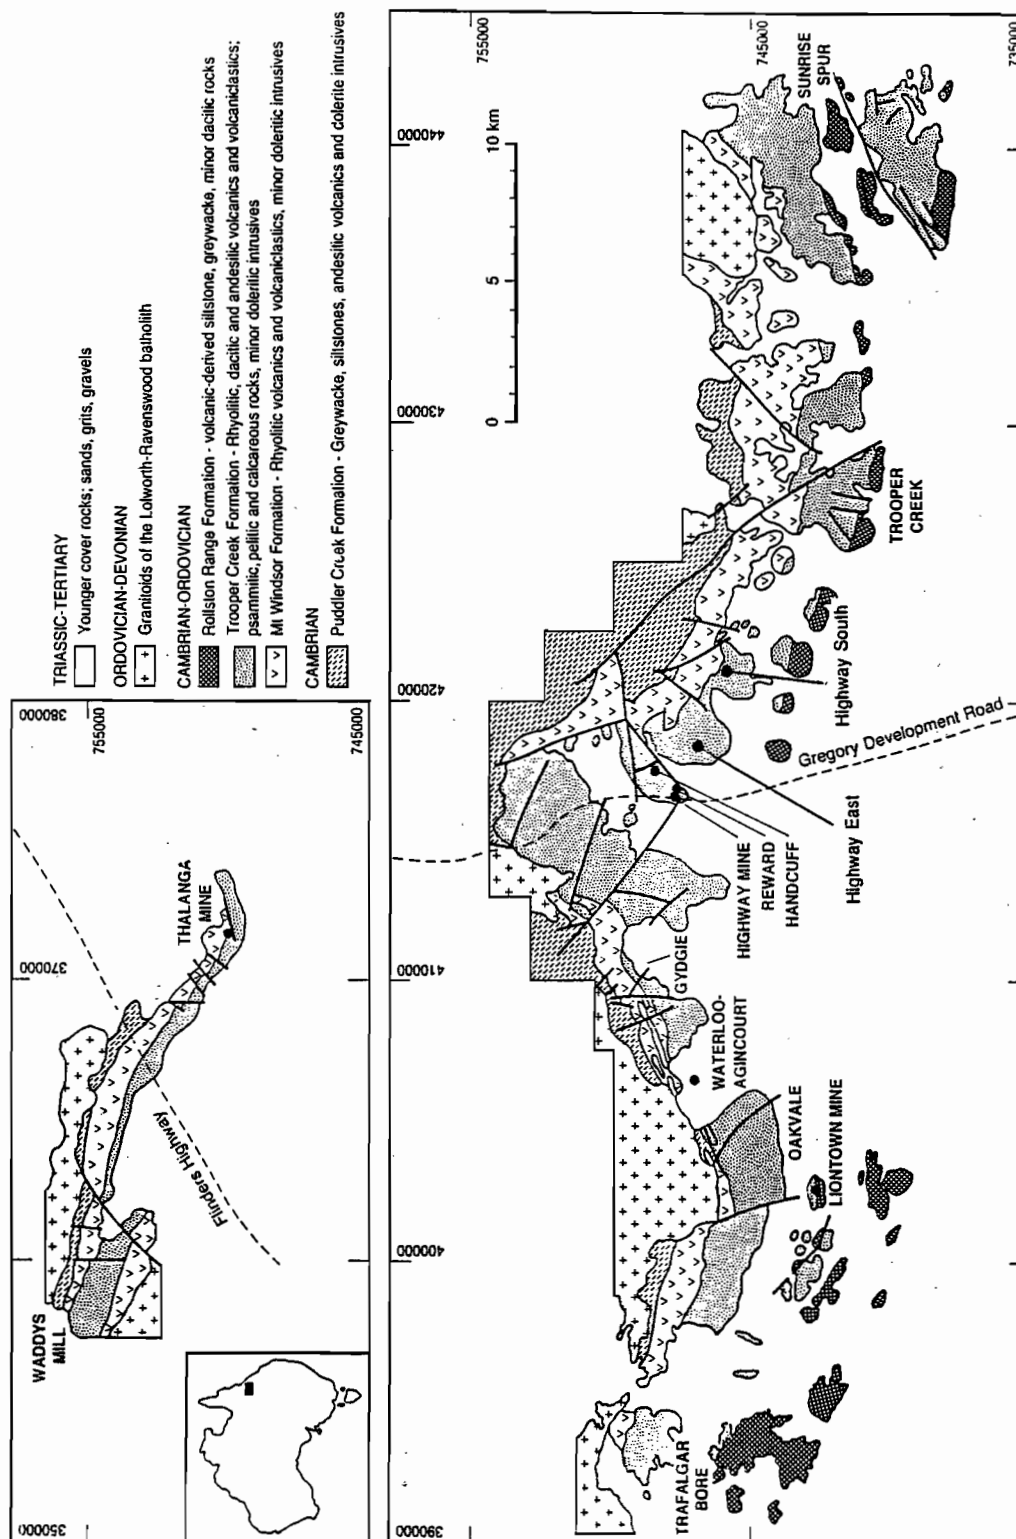 TRIASSIC-TERTIARY
Younger cover rocks; sands, grits, gravels
ORDOVICIAN-DEVONIAN
Granitoids of the Lolworth-Ravenswood batholith
CAMBRIAN-ORDOVICIAN
Rollston Range Formation - volcanic-derived siltstone, greywacke, minor dacitic rocks
Trooper Creek Formation - Rhyolitic, dacitic and andesitic volcanics and volcaniclastics;
psammitic, pelitic and calcareous rocks, minor doleritic intrusives
Mt Windsor Formation - Rhyolitic volcanics and volcaniclastics, minor doleritic intrusives
CAMBRIAN
Puddler Creek Formation - Greywacke, siltstones, andesitic volcanics and dolerite intrusives
350000
370000
380000
755000
745000
WADDYS
MILL
THALANGA
MINE
Flinders Highway
390000
400000
410000
420000
430000
440000
755000
745000
735000
0
5
10 km
TRAFALGAR
BORE
LIONTOWN MINE
OAKVALE
WATERLOO-
AGINCOURT
GYDGIE
HIGHWAY MINE
REWARD
HANDCUFF
Highway East
Gregory Development Road
Highway South
TROOPER
CREEK
SUNRISE
SPUR